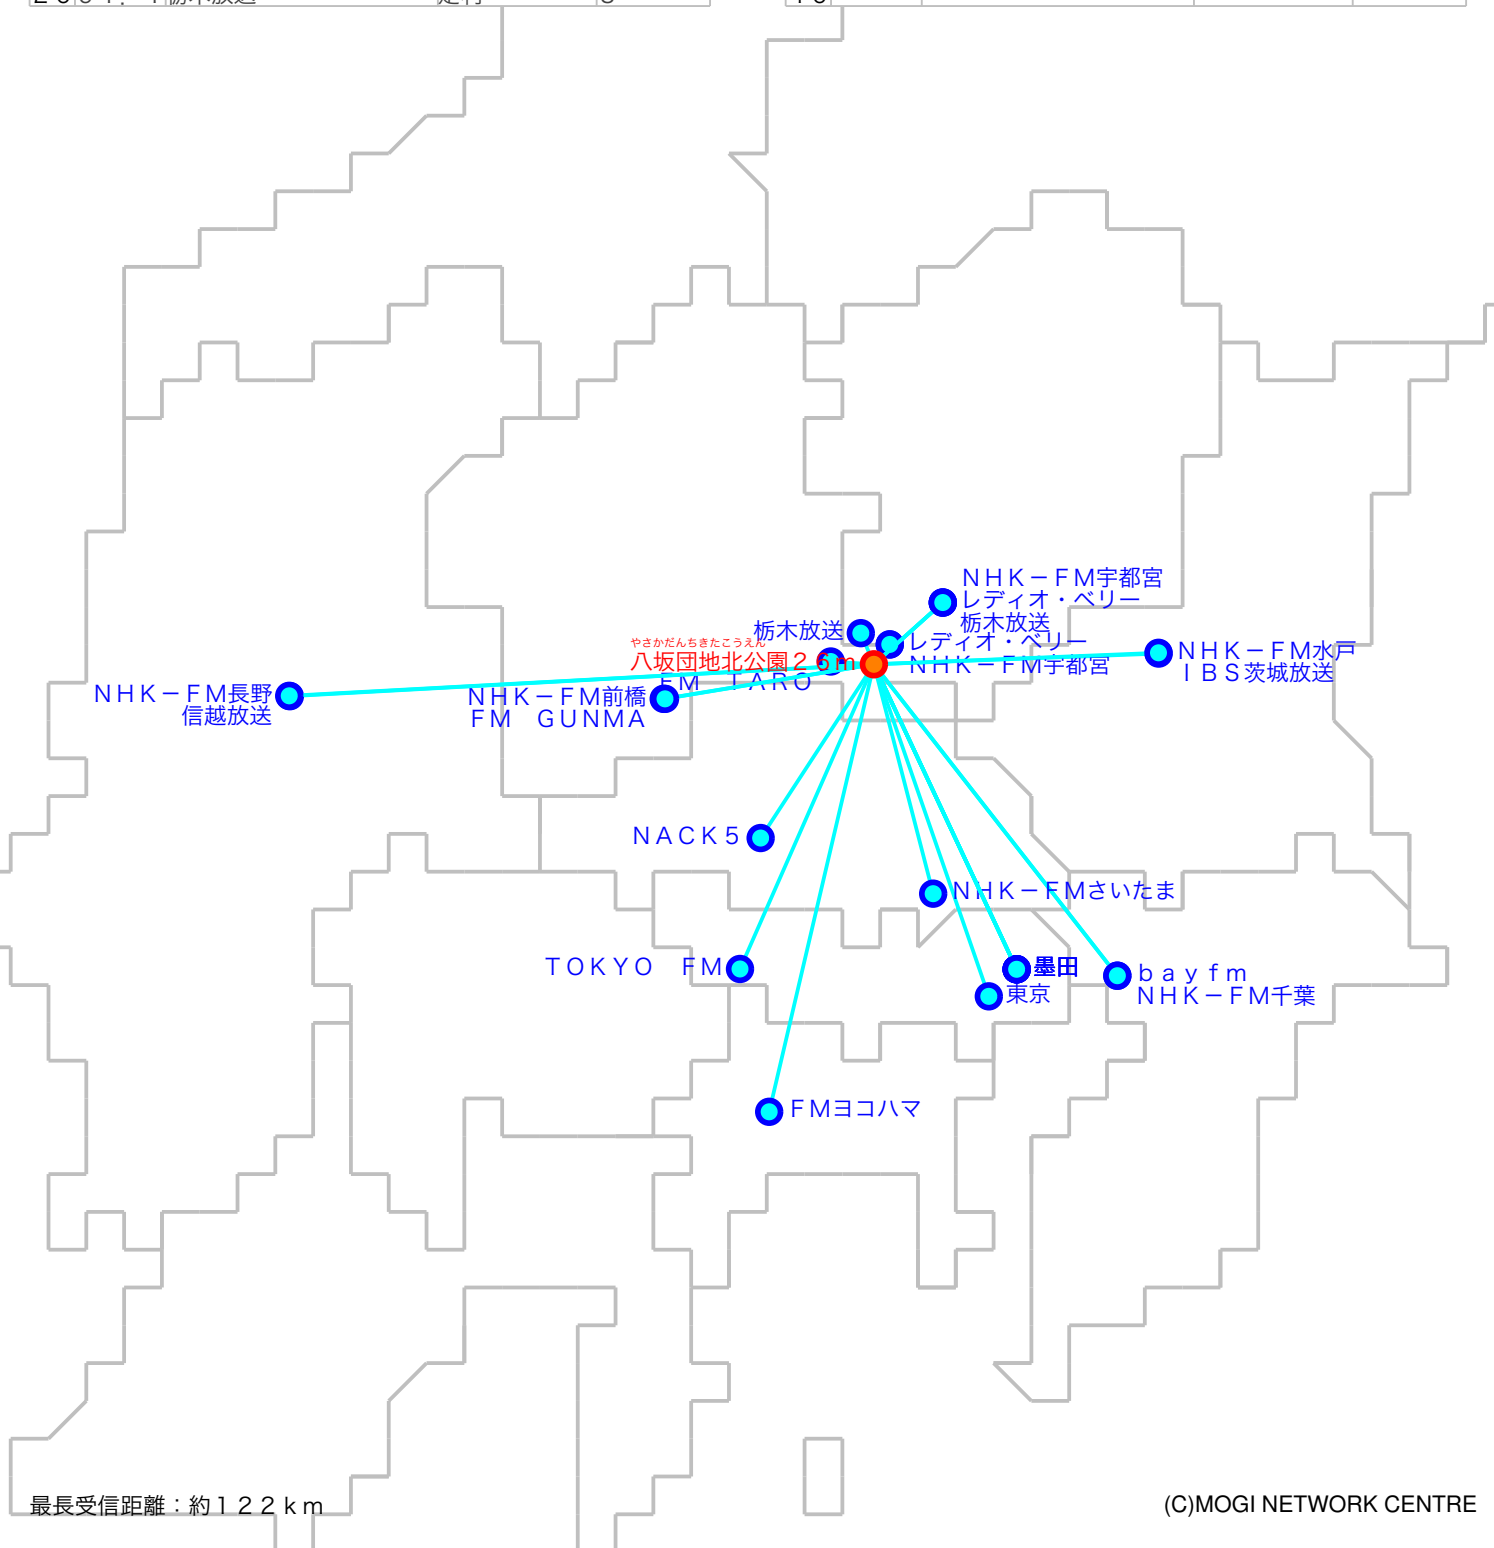 ＮＨＫ－ＦＭ宇都宮
レディオ・ベリー
栃木放送
栃木放送
レディオ・ベリー
ＮＨＫ－ＦＭ宇都宮
やさかだんちきたこうえん
八坂団地北公園２６ｍ
ＦＭ　ＴＡＲＯ
ＮＨＫ－ＦＭ水戸
ＩＢＳ茨城放送
ＮＨＫ－ＦＭ長野
信越放送
ＮＨＫ－ＦＭ前橋
ＦＭ　ＧＵＮＭＡ
ＮＡＣＫ５
ＮＨＫ－ＦＭさいたま
ＴＯＫＹＯ　ＦＭ
墨田
東京
ｂａｙｆｍ
ＮＨＫ－ＦＭ千葉
ＦＭヨコハマ
最長受信距離：約１２２ｋｍ
(C)MOGI NETWORK CENTRE